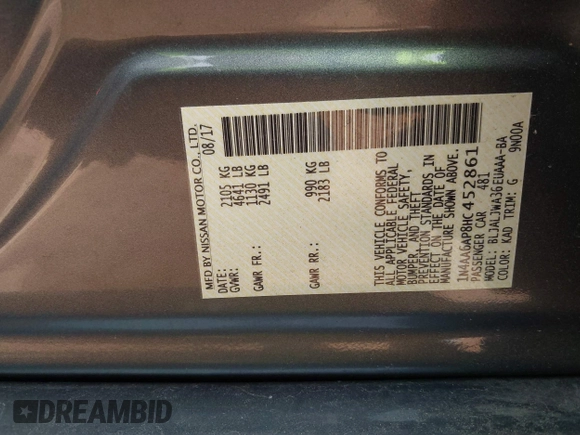 MFD BY NISSAN MOTOR CO., LTD.
DATE: 08/17
GVWR: 2105 KG
4641 LB
GAWR FR.: 1130 KG
2491 LB
GAWR RR.: 990 KG
2183 LB
THIS VEHICLE CONFORMS TO
ALL APPLICABLE FEDERAL
MOTOR VEHICLE SAFETY,
BUMPER, AND THEFT
PREVENTION STANDARDS IN
EFFECT ON THE DATE OF
MANUFACTURE SHOWN ABOVE.
1N4AA6AP8HC452861
PASSENGER CAR 481
MODEL: BLJALJWA36EUAAA-BA
COLOR: KAD TRIM: G 9N00A
DREAMBID